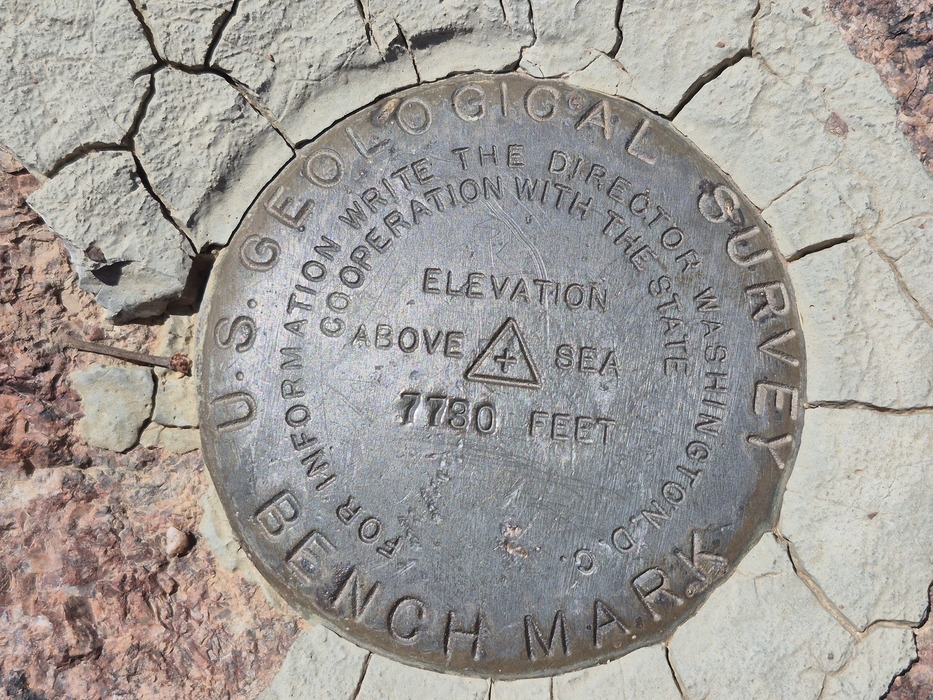 U.S. GEOLOGICAL SURVEY
FOR INFORMATION WRITE THE DIRECTOR WASHINGTON, D.C.
COOPERATION WITH THE STATE
ELEVATION
ABOVE SEA
7780 FEET
BENCH MARK